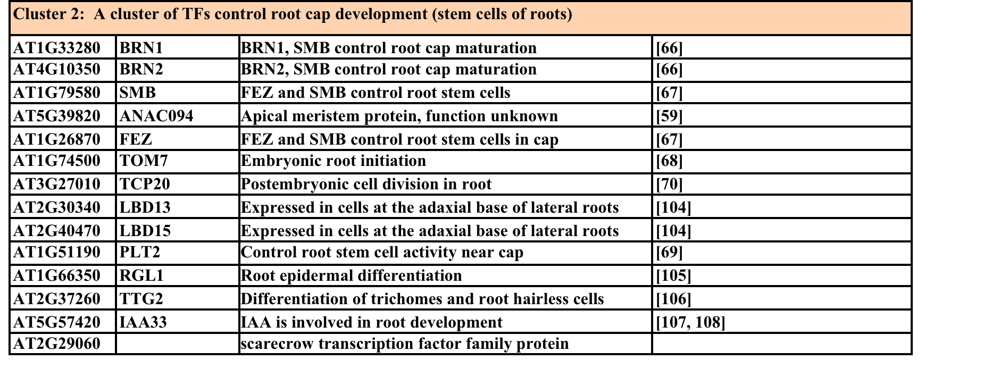 Cluster 2: A cluster of TFs control root cap development (stem cells of roots)
AT1G33280 BRN1 BRN1, SMB control root cap maturation [66]
AT4G10350 BRN2 BRN2, SMB control root cap maturation [66]
AT1G79580 SMB FEZ and SMB control root stem cells [67]
AT5G39820 ANAC094 Apical meristem protein, function unknown [59]
AT1G26870 FEZ FEZ and SMB control root stem cells in cap [67]
AT1G74500 TOM7 Embryonic root initiation [68]
AT3G27010 TCP20 Postembryonic cell division in root [70]
AT2G30340 LBD13 Expressed in cells at the adaxial base of lateral roots [104]
AT2G40470 LBD15 Expressed in cells at the adaxial base of lateral roots [104]
AT1G51190 PLT2 Control root stem cell activity near cap [69]
AT1G66350 RGL1 Root epidermal differentiation [105]
AT2G37260 TTG2 Differentiation of trichomes and root hairless cells [106]
AT5G57420 IAA33 IAA is involved in root development [107, 108]
AT2G29060 scarecrow transcription factor family protein